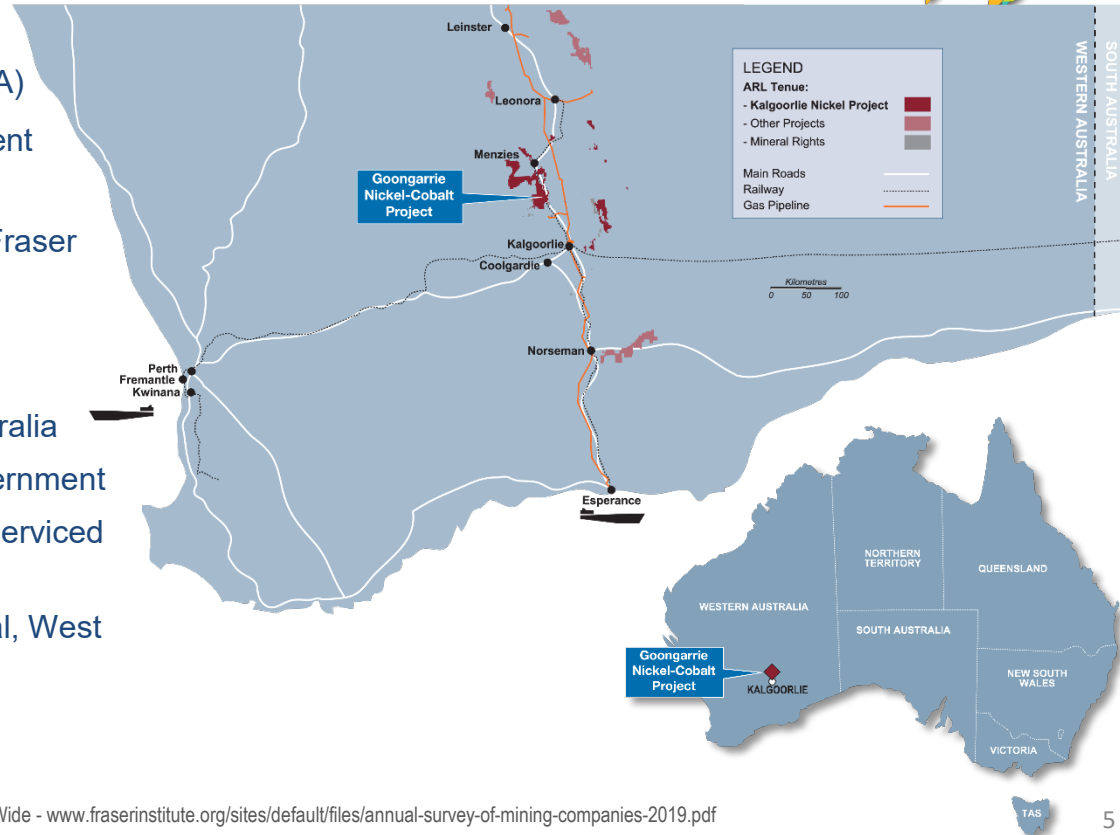 A)
ent
Fraser
ralia
ernment
serviced
al, West
Leinster
Leonora
Menzies
Goongarrie
Nickel-Cobalt
Project
Kalgoorlie
Coolgardie
Norseman
Perth
Fremantle
Kwinana
Esperance
LEGEND
ARL Tenue:
- Kalgoorlie Nickel Project
- Other Projects
- Mineral Rights
Main Roads
Railway
Gas Pipeline
Kilometres
0 50 100
WESTERN AUSTRALIA
SOUTH AUSTRALIA
NORTHERN
TERRITORY
QUEENSLAND
WESTERN AUSTRALIA
SOUTH AUSTRALIA
Goongarrie
Nickel-Cobalt
Project
KALGOORLIE
NEW SOUTH
WALES
VICTORIA
TAS
Wide - www.fraserinstitute.org/sites/default/files/annual-survey-of-mining-companies-2019.pdf
5